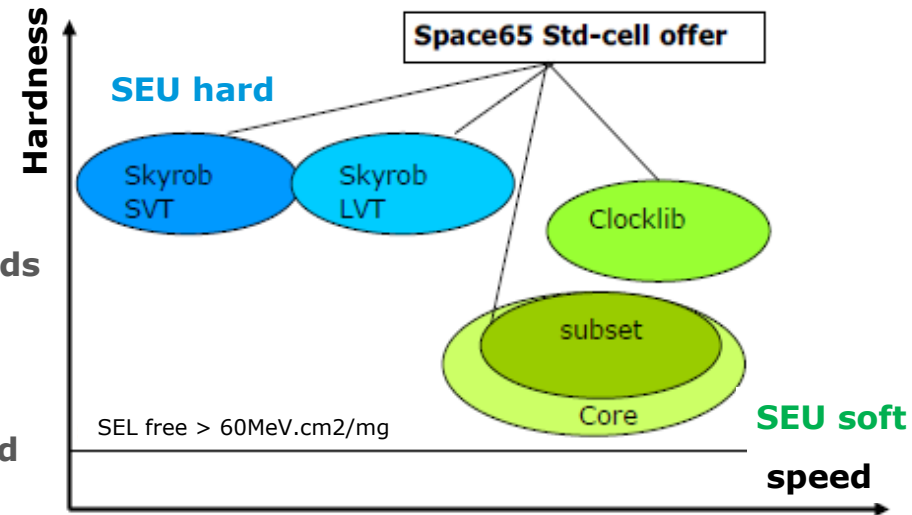 Hardness
Space65 Std-cell offer
SEU hard
Skyrob
SVT
Skyrob
LVT
Clocklib
ds
subset
Core
SEU soft
SEL free > 60MeV.cm2/mg
d
speed